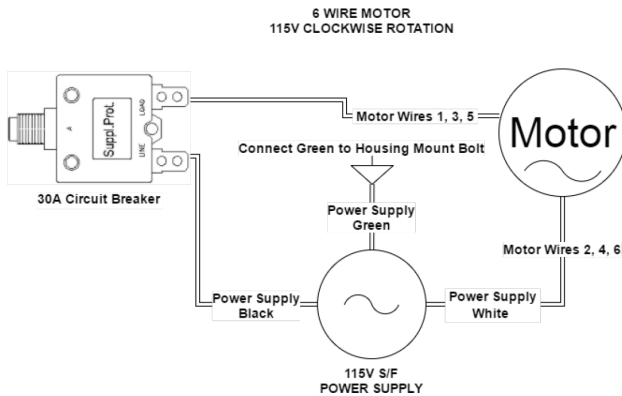 6 WIRE MOTOR
115V CLOCKWISE ROTATION
LOAD
A
Suppl.Prot.
LINE
Motor Wires 1, 3, 5
Motor
Connect Green to Housing Mount Bolt
30A Circuit Breaker
Power Supply
Green
Motor Wires 2, 4, 6
Power Supply
Black
Power Supply
White
115V S/F
POWER SUPPLY